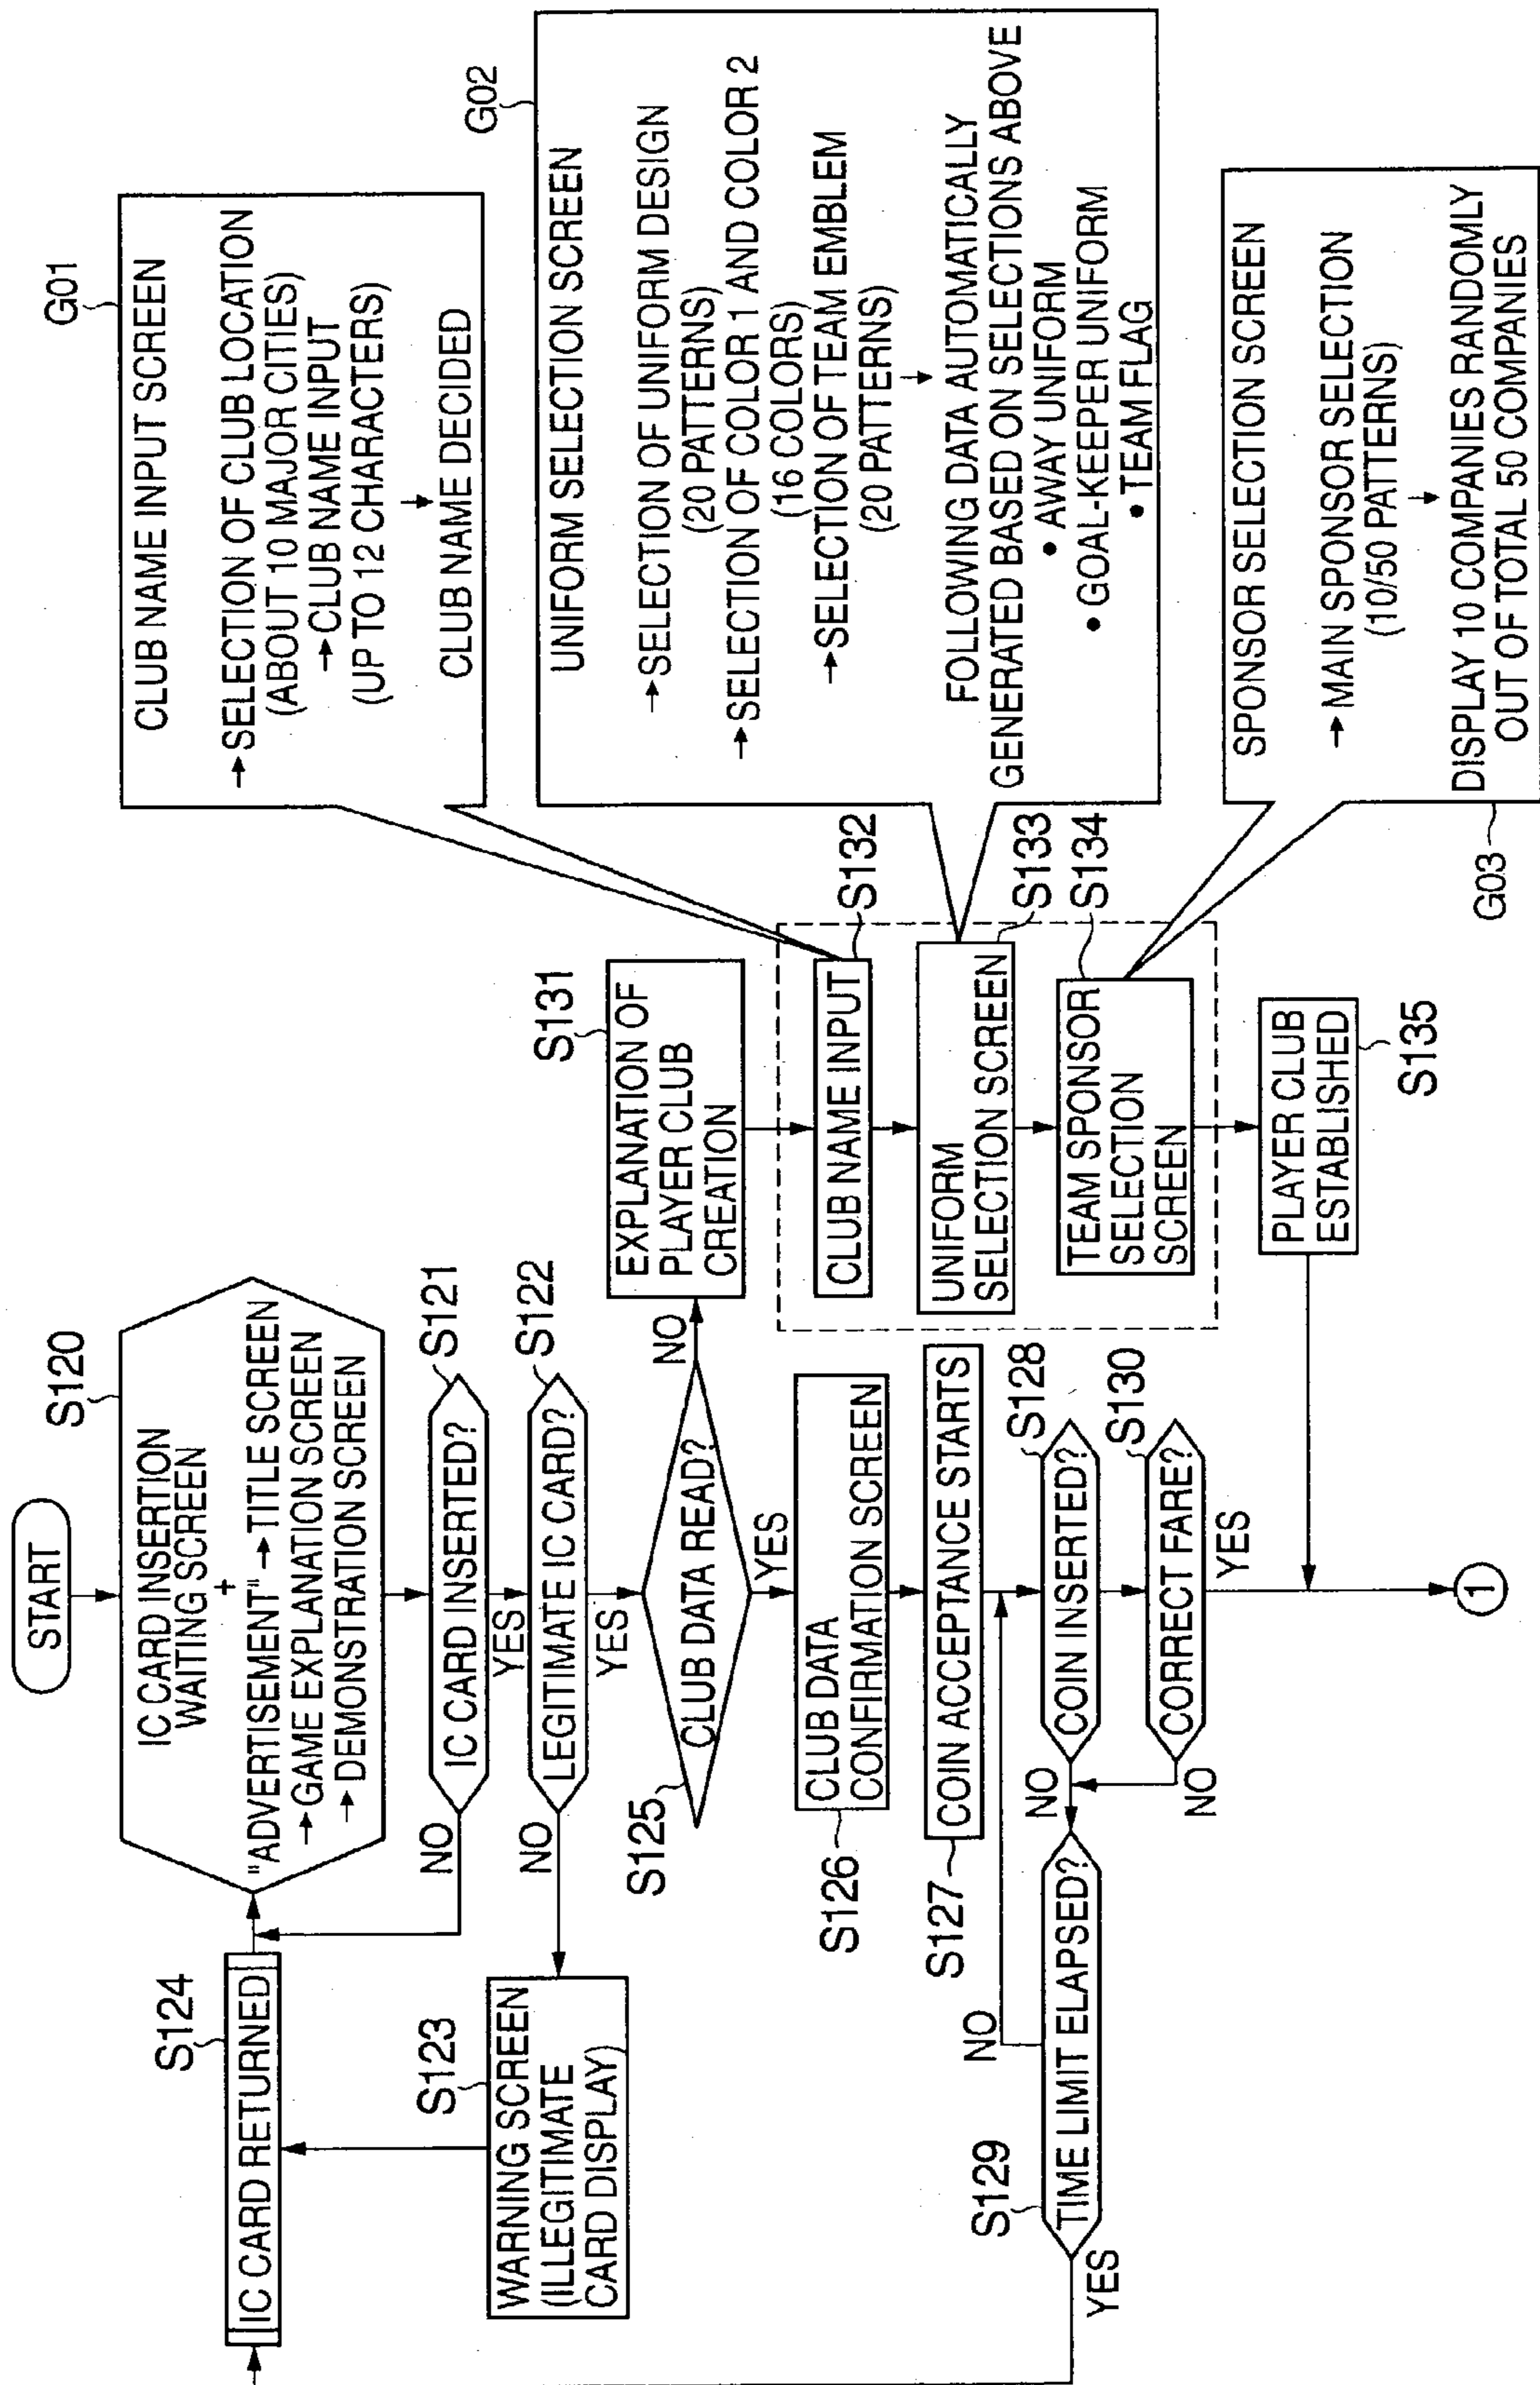 START
S120
IC CARD INSERTION
WAITING SCREEN
+
"ADVERTISEMENT" → TITLE SCREEN
→ GAME EXPLANATION SCREEN
→ DEMONSTRATION SCREEN
S121
IC CARD INSERTED?
NO
YES
S122
LEGITIMATE IC CARD?
NO
YES
S123
WARNING SCREEN
(ILLEGITIMATE
CARD DISPLAY)
S124
IC CARD RETURNED
S125
CLUB DATA READ?
NO
YES
S126
CLUB DATA
CONFIRMATION SCREEN
S127
COIN ACCEPTANCE STARTS
S128
COIN INSERTED?
NO
S129
TIME LIMIT ELAPSED?
NO
YES
S130
CORRECT FARE?
NO
YES
1
S131
EXPLANATION OF
PLAYER CLUB
CREATION
S132
CLUB NAME INPUT
S133
UNIFORM
SELECTION SCREEN
S134
TEAM SPONSOR
SELECTION
SCREEN
S135
PLAYER CLUB
ESTABLISHED
G01
CLUB NAME INPUT SCREEN
→ SELECTION OF CLUB LOCATION
(ABOUT 10 MAJOR CITIES)
→ CLUB NAME INPUT
(UP TO 12 CHARACTERS)
→
CLUB NAME DECIDED
G02
UNIFORM SELECTION SCREEN
→ SELECTION OF UNIFORM DESIGN
(20 PATTERNS)
→ SELECTION OF COLOR 1 AND COLOR 2
(16 COLORS)
→ SELECTION OF TEAM EMBLEM
(20 PATTERNS)
→
FOLLOWING DATA AUTOMATICALLY
GENERATED BASED ON SELECTIONS ABOVE
• AWAY UNIFORM
• GOAL-KEEPER UNIFORM
• TEAM FLAG
G03
SPONSOR SELECTION SCREEN
→ MAIN SPONSOR SELECTION
(10/50 PATTERNS)
→
DISPLAY 10 COMPANIES RANDOMLY
OUT OF TOTAL 50 COMPANIES